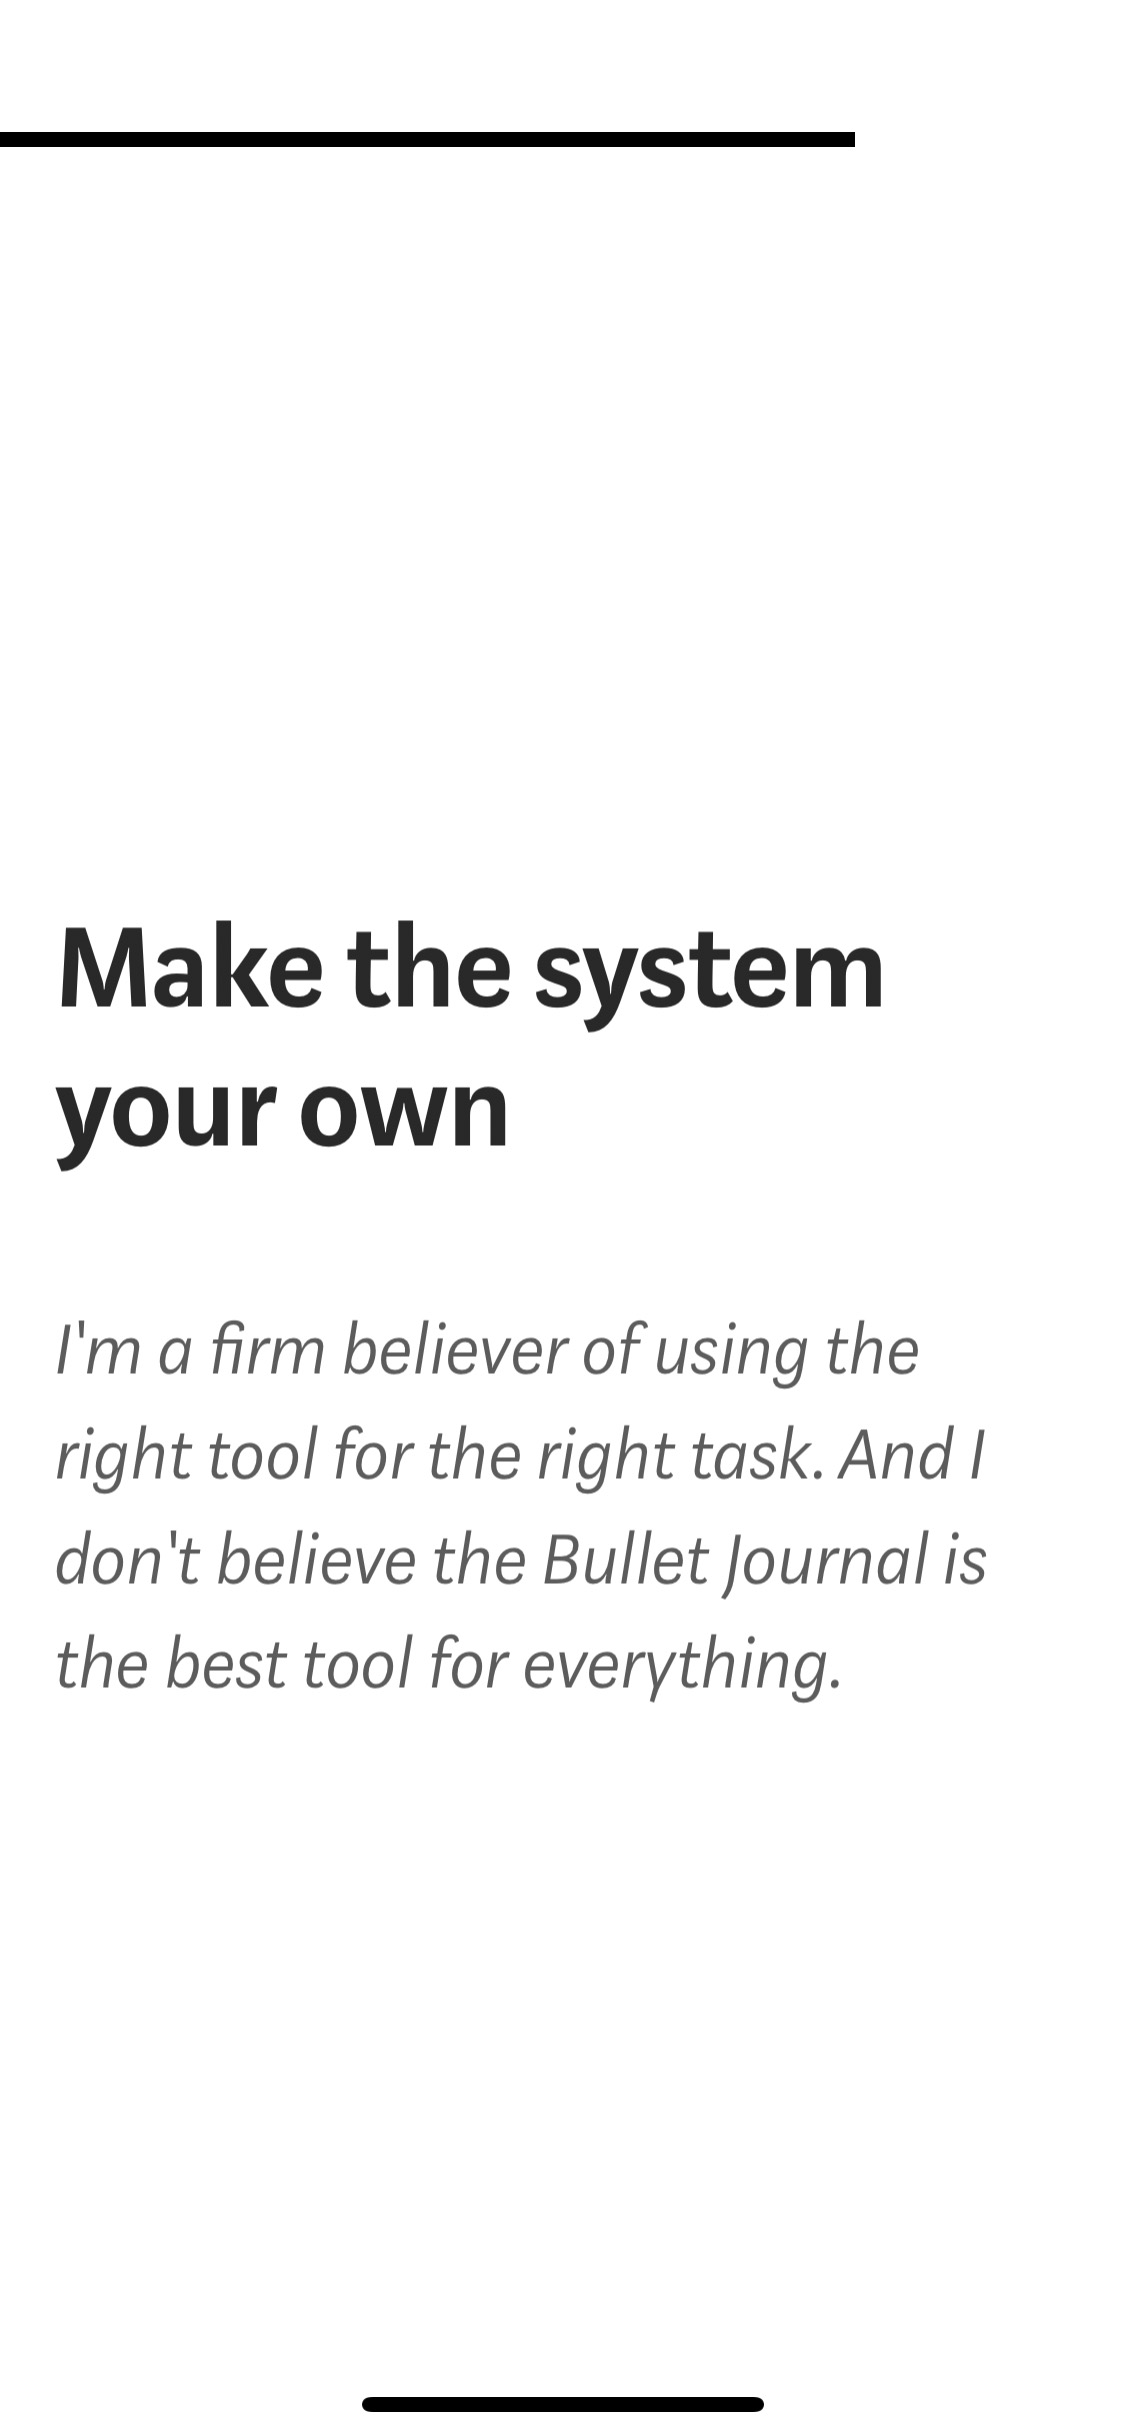 Make the system
your own
I'm a firm believer of using the
right tool for the right task. And I
don't believe the Bullet Journal is
the best tool for everything.